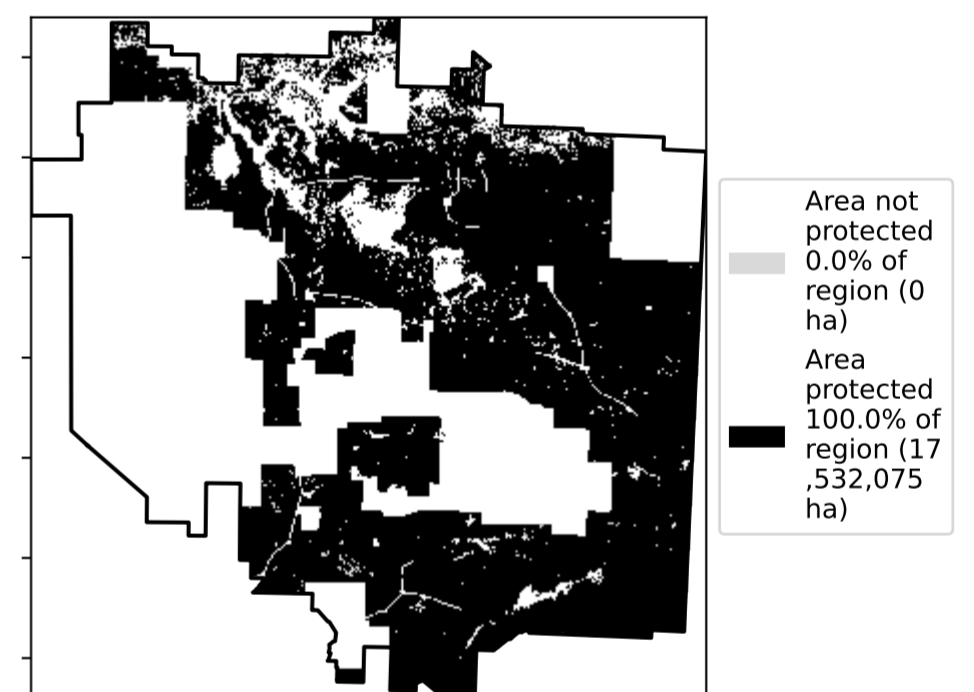 Area not
protected
0.0% of
region (0
ha)
Area
protected
100.0% of
region (17
,532,075
ha)